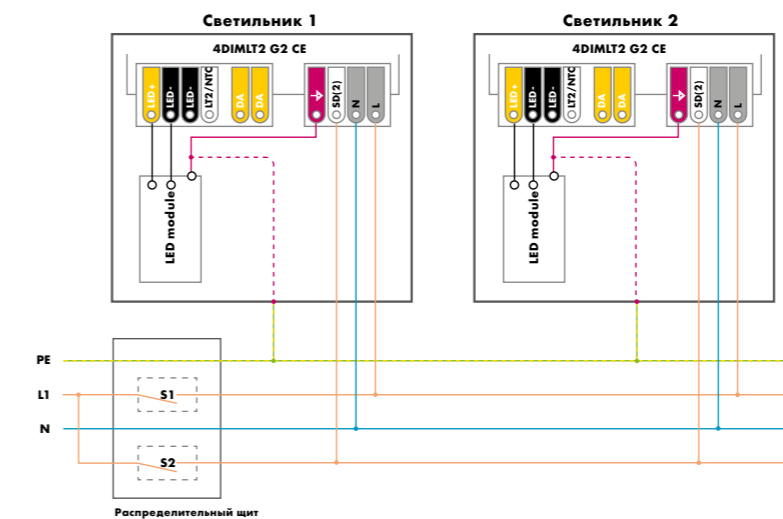 Светильник 1
Светильник 2
4DIMLT2 G2 CE
4DIMLT2 G2 CE
LED+
LED-
LED-
LT2/NTC
DA
DA
SD(2)
N
L
LED+
LED-
LED-
LT2/NTC
DA
DA
SD(2)
N
L
LED module
LED module
PE
L1
S1
N
S2
Распределительный щит